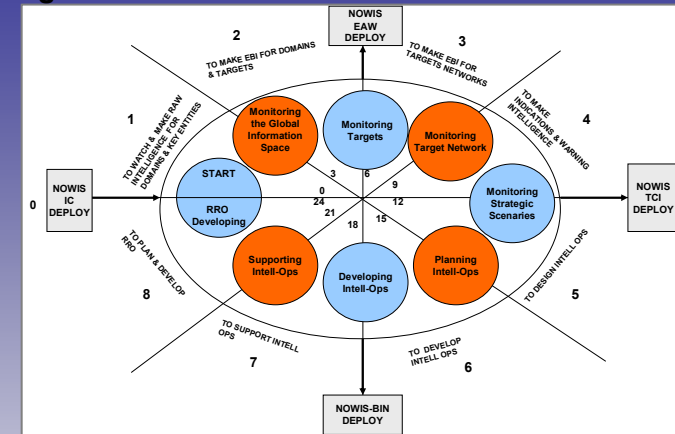 NOWIS
EAW
DEPLOY
2
TO MAKE EBI FOR DOMAINS
& TARGETS
3
TO MAKE EBI FOR
TARGETS NETWORKS
1
TO WATCH & MAKE RAW
INTELLIGENCE FOR
DOMAINS & KEY ENTITIES
4
TO MAKE
INDICATIONS & WARNING
INTELLIGENCE
Monitoring
the Global
Information
Space
Monitoring
Targets
Monitoring
Target Network
START
RRO
Developing
Monitoring
Strategic
Scenaries
3
6
9
0
24
12
21
15
18
0
NOWIS
IC
DEPLOY
NOWIS
TCI
DEPLOY
Supporting
Intell-Ops
Developing
Intell-Ops
Planning
Intell-Ops
TO PLAN & DEVELOP
RRO
8
TO DESIGN INTELL OPS
5
TO SUPPORT INTELL
OPS
7
TO DEVELOP
INTELL OPS
6
NOWIS-BIN
DEPLOY